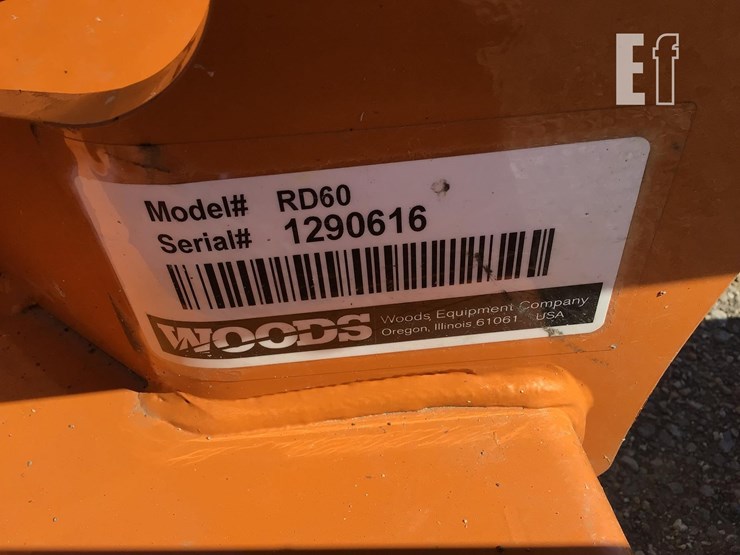 Ef
Model# RD60
Serial# 1290616
WOODS
Woods Equipment Company
Oregon, Illinois 61061 USA